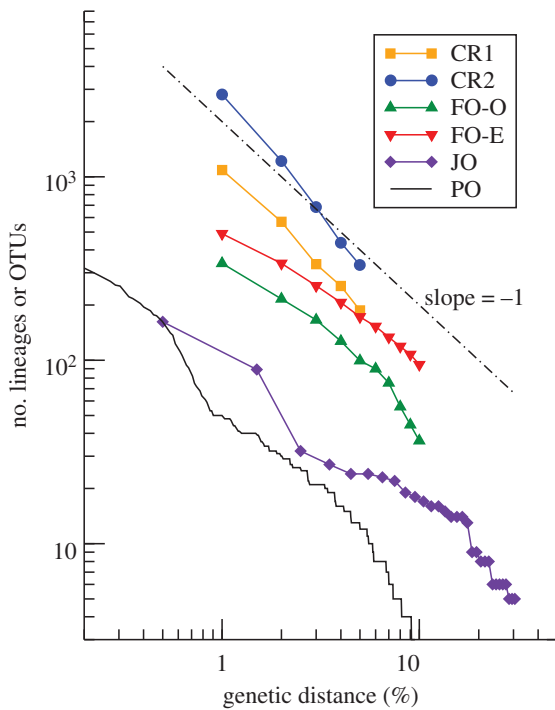 CR1
CR2
FO-O
FO-E
JO
PO
10³
10²
10
no. lineages or OTUs
slope = –1
1
10
genetic distance (%)